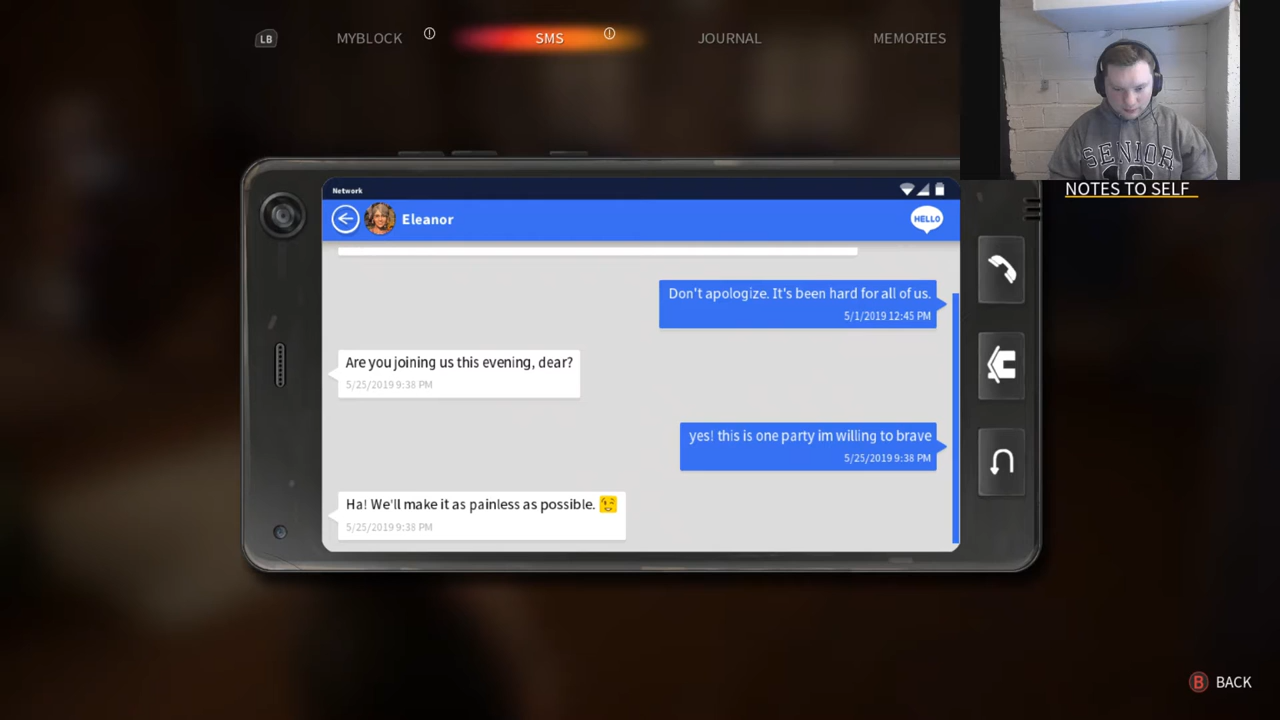 LB
MYBLOCK
SMS
JOURNAL
MEMORIES
SENIOR
NOTES TO SELF
Network
Eleanor
HELLO
Don't apologize. It's been hard for all of us.
5/1/2019 12:45 PM
Are you joining us this evening, dear?
5/25/2019 9:38 PM
yes! this is one party im willing to brave
5/25/2019 9:38 PM
Ha! We'll make it as painless as possible. 😉
5/25/2019 9:38 PM
B BACK